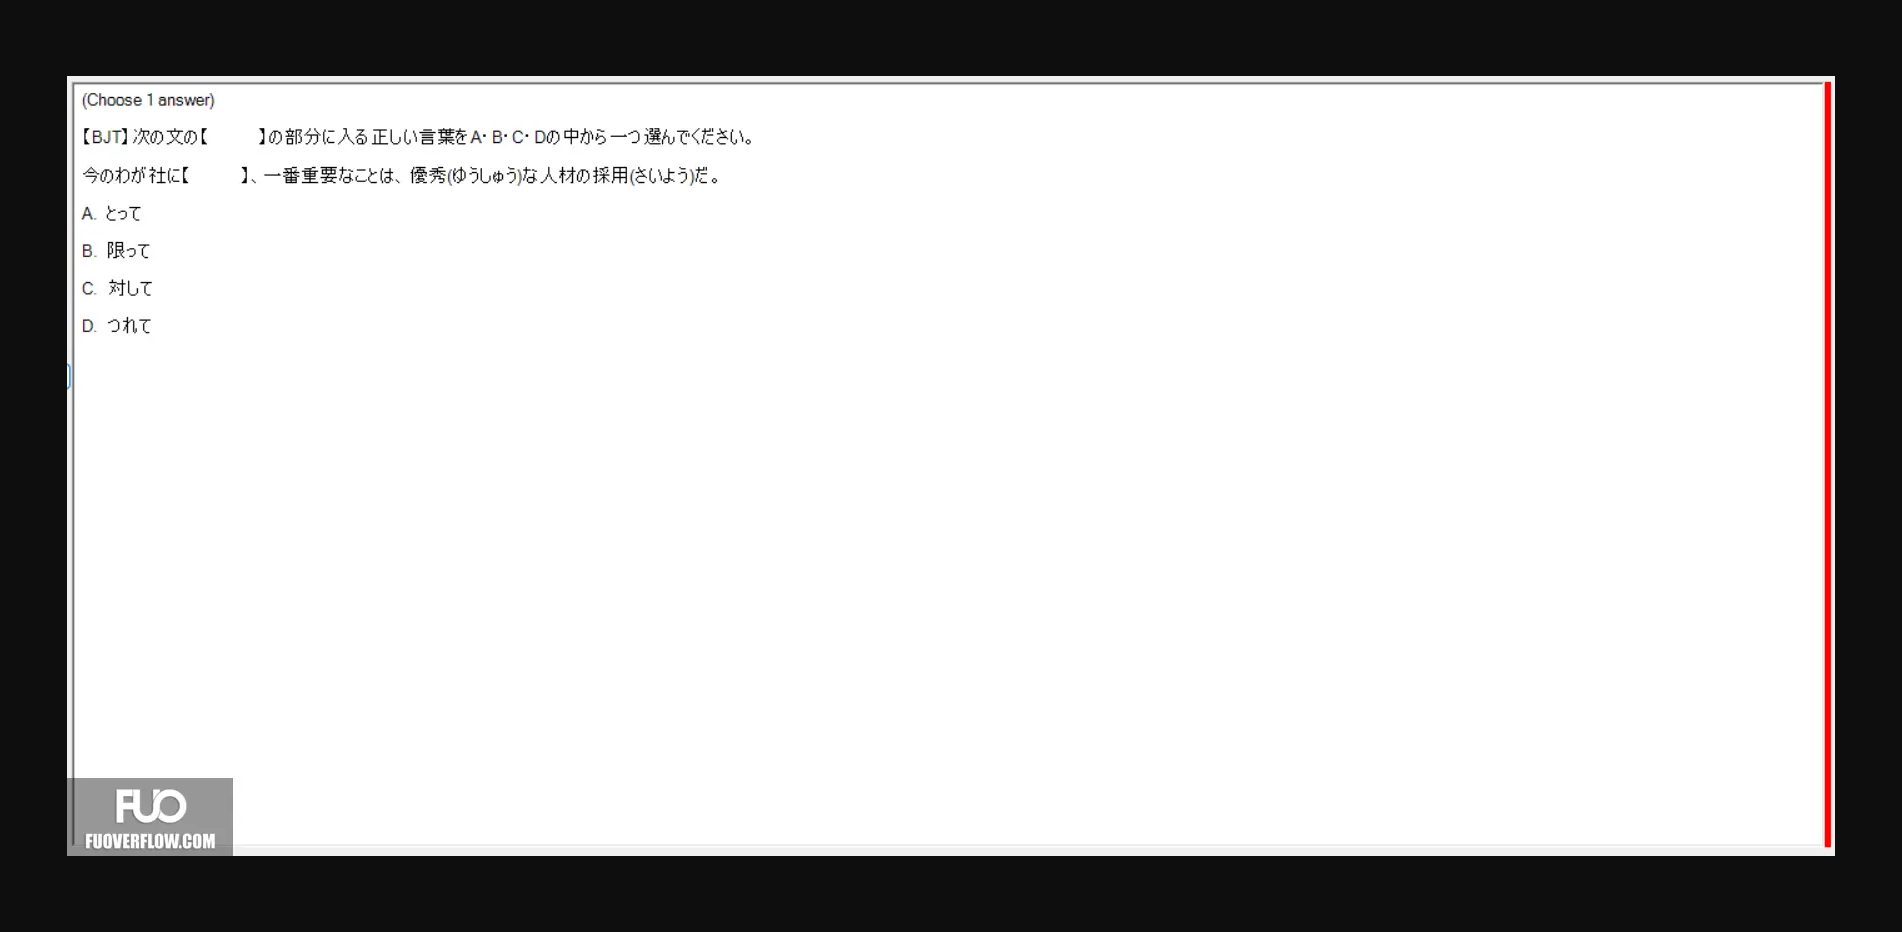 (Choose 1 answer)
【BJT】次の文の【　　】の部分に入る正しい言葉をA・B・C・Dの中から一つ選んでください。
今のわが社に【　　】、一番重要なことは、優秀(ゆうしゅう)な人材の採用(さいよう)だ。
A. とって
B. 限って
C. 対して
D. つれて
FUO
FUOVERFLOW.COM